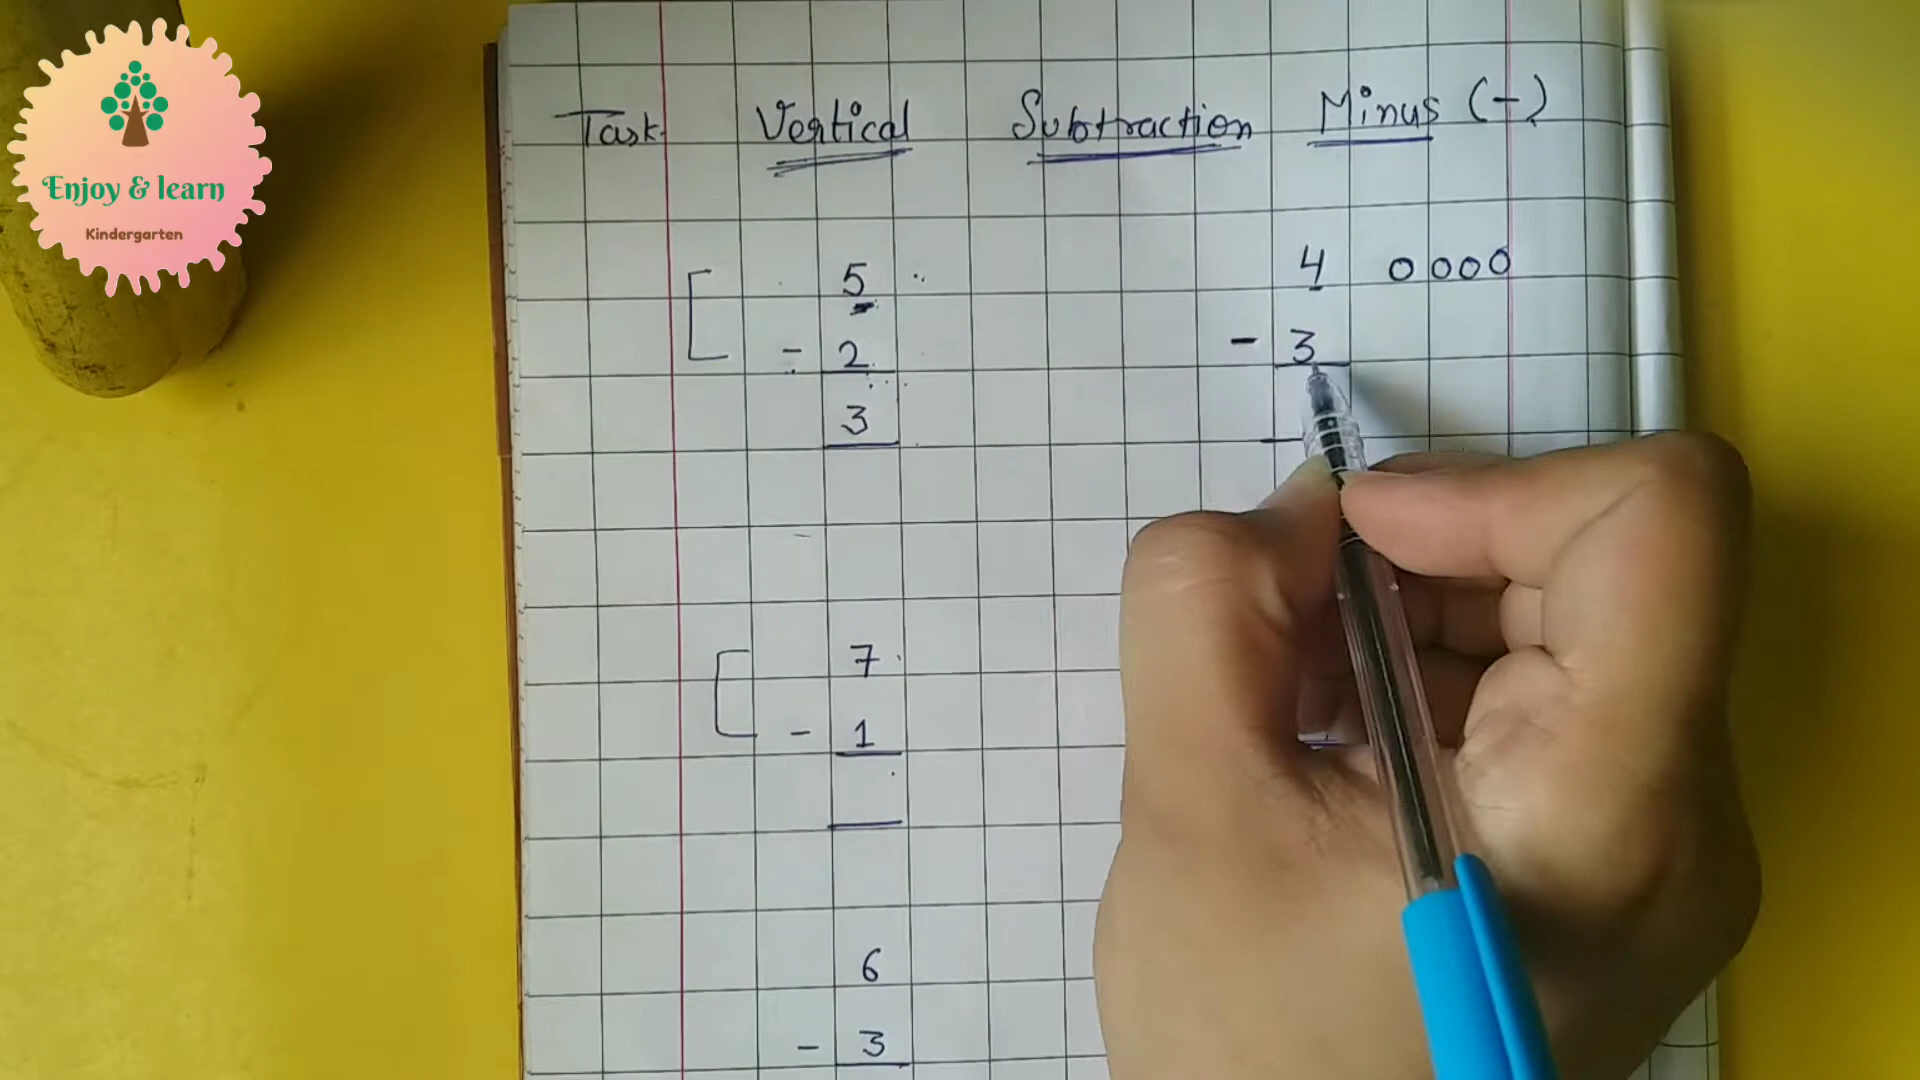 Enjoy & learn
Kindergarten
Task Vertical Subtraction Minus (-)
5 4 0000
- 2 - 3
3
7
- 1
6
- 3